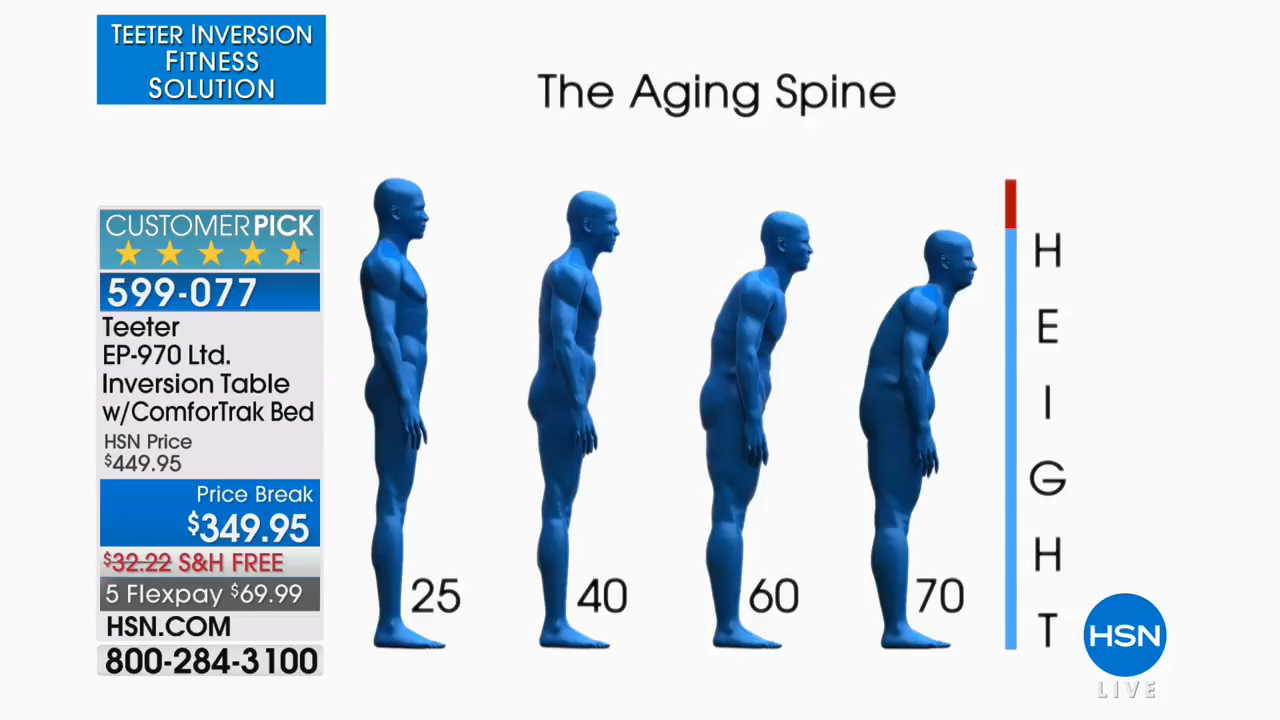 TEETER INVERSION
FITNESS
SOLUTION
The Aging Spine
CUSTOMERPICK
599-077
Teeter
EP-970 Ltd.
Inversion Table
w/ComforTrak Bed
HSN Price
$449.95
Price Break
$349.95
$32.22 S&H FREE
5 Flexpay $69.99
HSN.COM
800-284-3100
25
40
60
70
H
E
I
G
H
T
HSN
LIVE